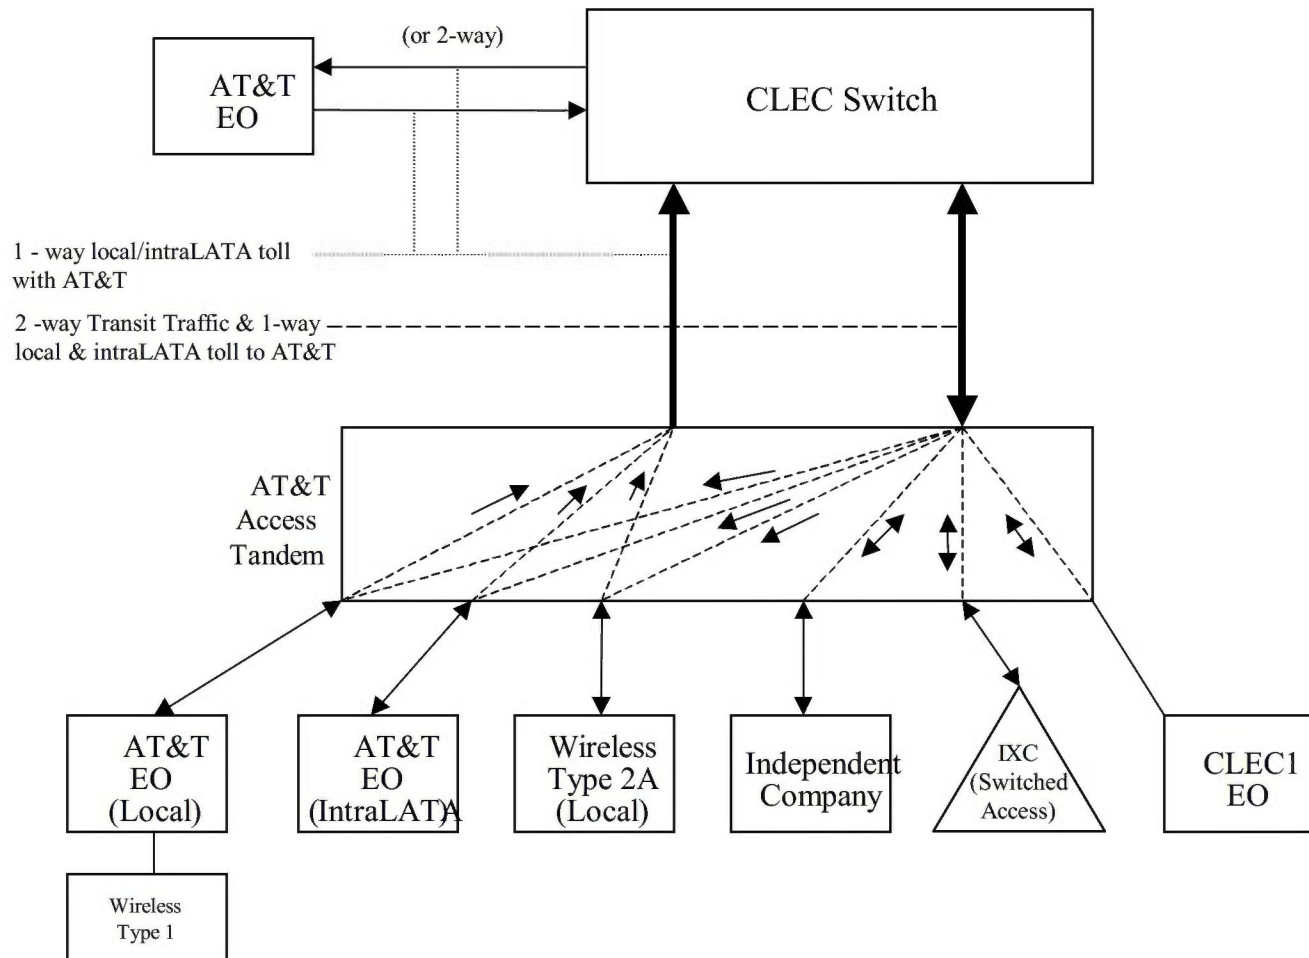 (or 2-way)
AT&T
EO
CLEC Switch
1 - way local/intraLATA toll
with AT&T
2 -way Transit Traffic & 1-way
local & intraLATA toll to AT&T
AT&T
Access
Tandem
AT&T
EO
(Local)
AT&T
EO
(IntraLATA)
Wireless
Type 2A
(Local)
Independent
Company
IXC
(Switched
Access)
CLEC1
EO
Wireless
Type 1